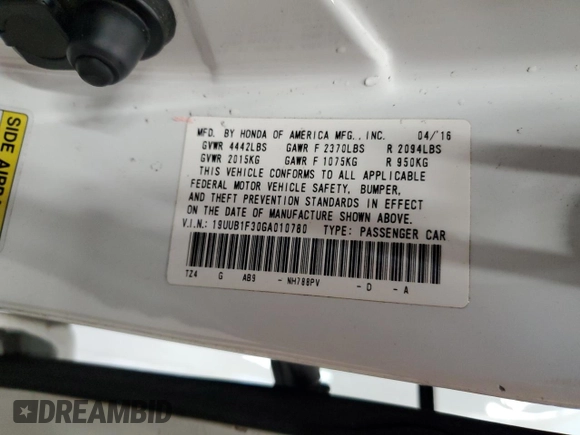 MFD. BY HONDA OF AMERICA MFG., INC. 04/16
GVWR 4442LBS GAWR F 2370LBS R 2094LBS
GVWR 2015KG GAWR F 1075KG R 950KG
THIS VEHICLE CONFORMS TO ALL APPLICABLE
FEDERAL MOTOR VEHICLE SAFETY, BUMPER,
AND THEFT PREVENTION STANDARDS IN EFFECT
ON THE DATE OF MANUFACTURE SHOWN ABOVE.
V.I.N.: 19UUB1F30GA010780 TYPE: PASSENGER CAR
TZ4 G AB9 - NH788PV - D - A
SIDE
DREAMBID